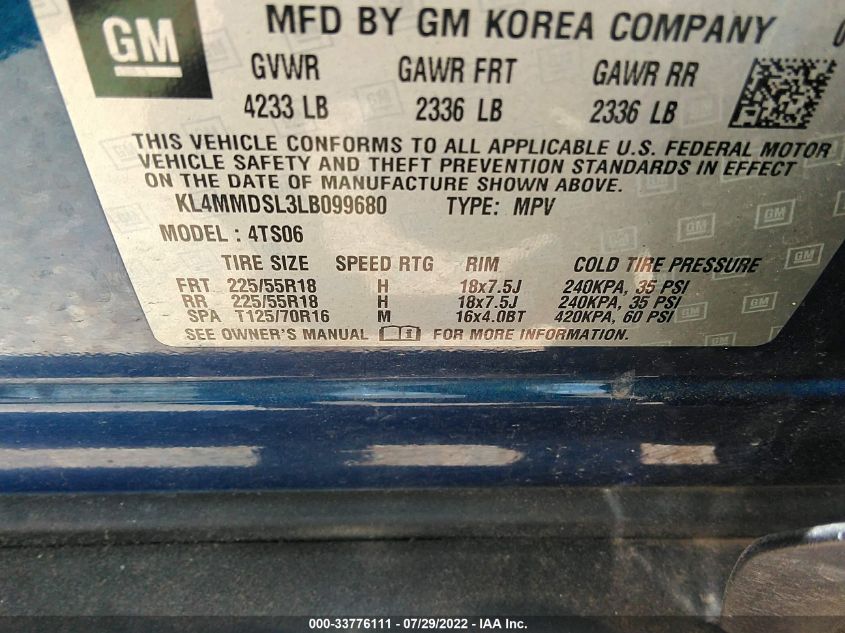 GM
MFD BY GM KOREA COMPANY 0
GVWR GAWR FRT GAWR RR
4233 LB 2336 LB 2336 LB
THIS VEHICLE CONFORMS TO ALL APPLICABLE U.S. FEDERAL MOTOR
VEHICLE SAFETY AND THEFT PREVENTION STANDARDS IN EFFECT
ON THE DATE OF MANUFACTURE SHOWN ABOVE.
KL4MMDSL3LB099680 TYPE: MPV
MODEL : 4TS06
TIRE SIZE SPEED RTG RIM COLD TIRE PRESSURE
FRT 225/55R18 H 18x7.5J 240KPA, 35 PSI
RR 225/55R18 H 18x7.5J 240KPA, 35 PSI
SPA T125/70R16 M 16x4.0BT 420KPA, 60 PSI
SEE OWNER'S MANUAL FOR MORE INFORMATION.
000-33776111 - 07/29/2022 - IAA Inc.